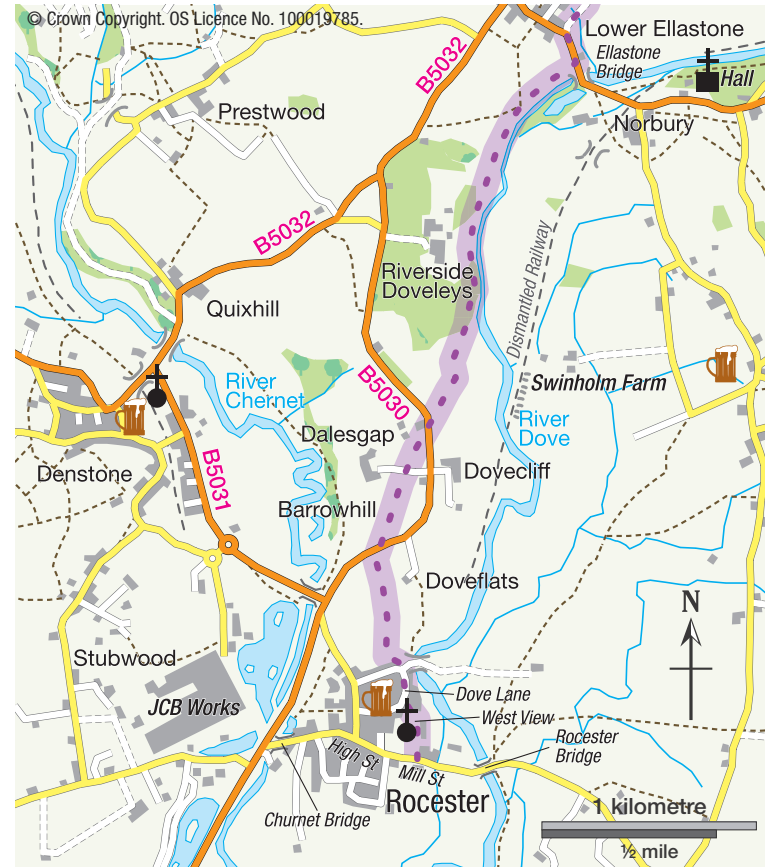 © Crown Copyright. OS Licence No. 100019785.
Lower Ellastone
Ellastone
Bridge
Hall
B5032
Prestwood
Norbury
B5032
Riverside
Doveleys
Dismantled Railway
Quixhill
River
Chernet
B5030
Swinholm Farm
River
Dove
Dalesgap
Denstone
B5031
Dovecliff
Barrowhill
Doveflats
N
Stubwood
JCB Works
Dove Lane
West View
Rocester
Bridge
High St
Mill St
Rocester
Churnet Bridge
1 kilometre
½ mile